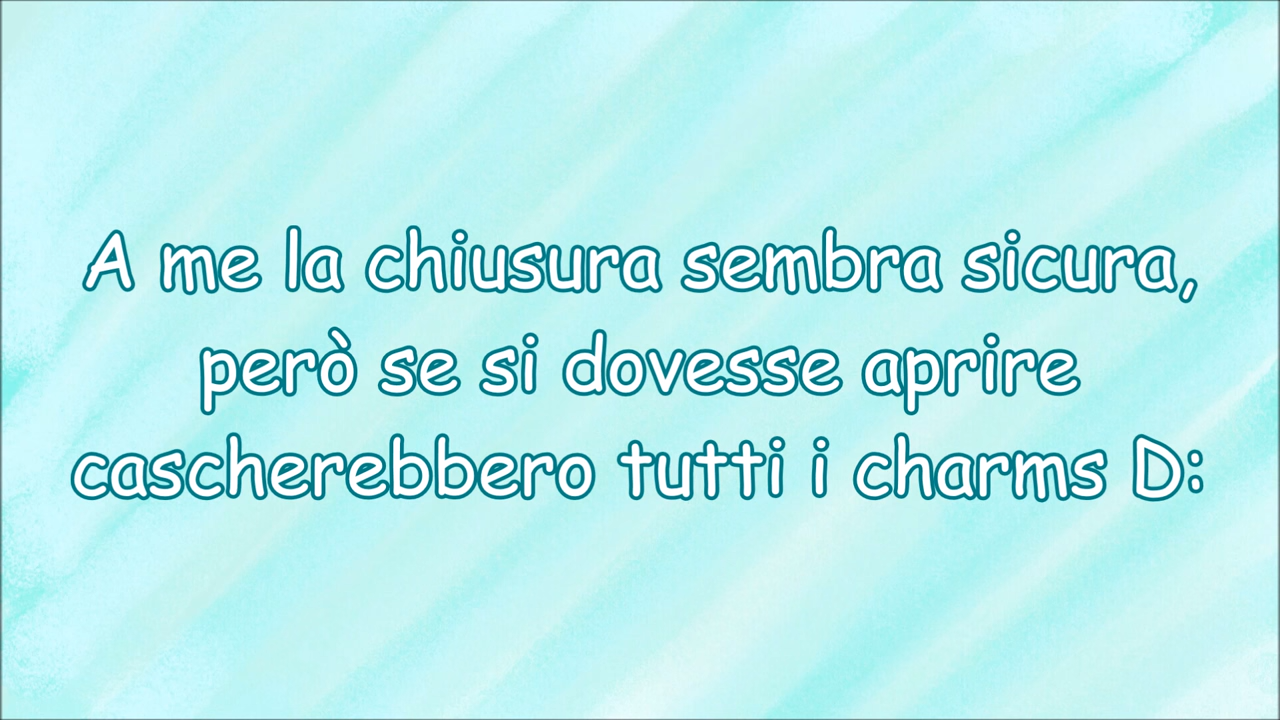 A me la chiusura sembra sicura,
però se si dovesse aprire
cascherebbero tutti i charms D: